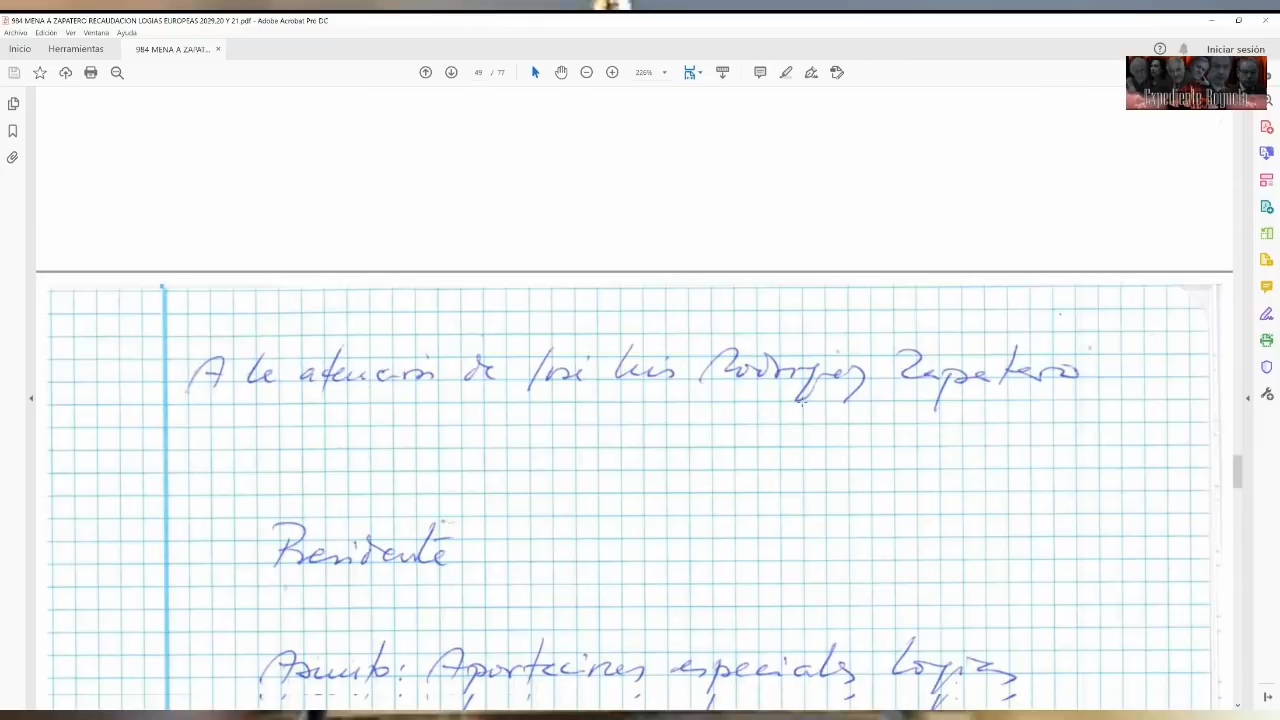 984 MENA A ZAPATERO RECAUDACION LOGIAS EUROPEAS 2029,20 Y 21.pdf - Adobe Acrobat Pro DC
Archivo Edición Ver Ventana Ayuda
Inicio Herramientas 984 MENA A ZAPAT... × Iniciar sesión
49 / 77 226%
Expediente Royuela
A la atención de José Luis Rodriguez Zapatero
Presidente
Asunto: Aportaciones especiales Logias